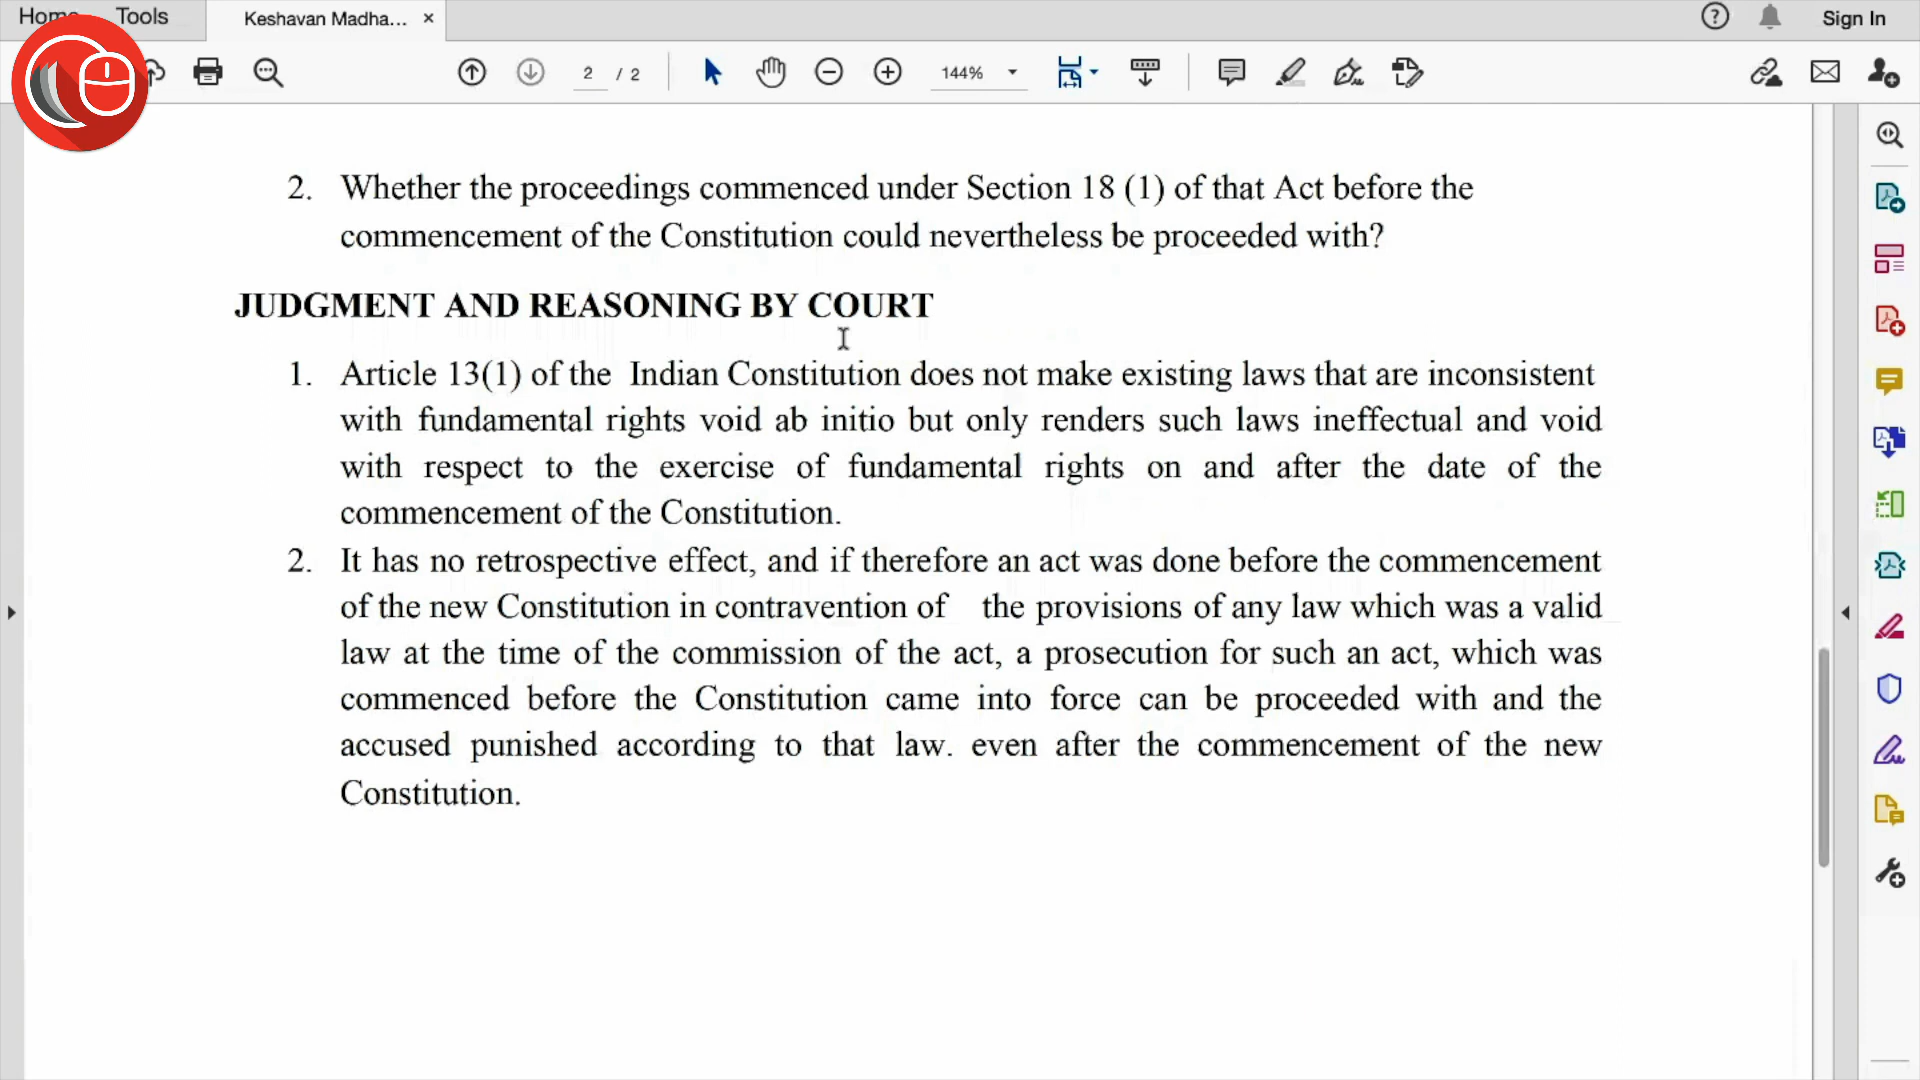 Home Tools Keshavan Madha... × Sign In
2 / 2 144%
2. Whether the proceedings commenced under Section 18 (1) of that Act before the
commencement of the Constitution could nevertheless be proceeded with?
JUDGMENT AND REASONING BY COURT
1. Article 13(1) of the Indian Constitution does not make existing laws that are inconsistent
with fundamental rights void ab initio but only renders such laws ineffectual and void
with respect to the exercise of fundamental rights on and after the date of the
commencement of the Constitution.
2. It has no retrospective effect, and if therefore an act was done before the commencement
of the new Constitution in contravention of the provisions of any law which was a valid
law at the time of the commission of the act, a prosecution for such an act, which was
commenced before the Constitution came into force can be proceeded with and the
accused punished according to that law. even after the commencement of the new
Constitution.